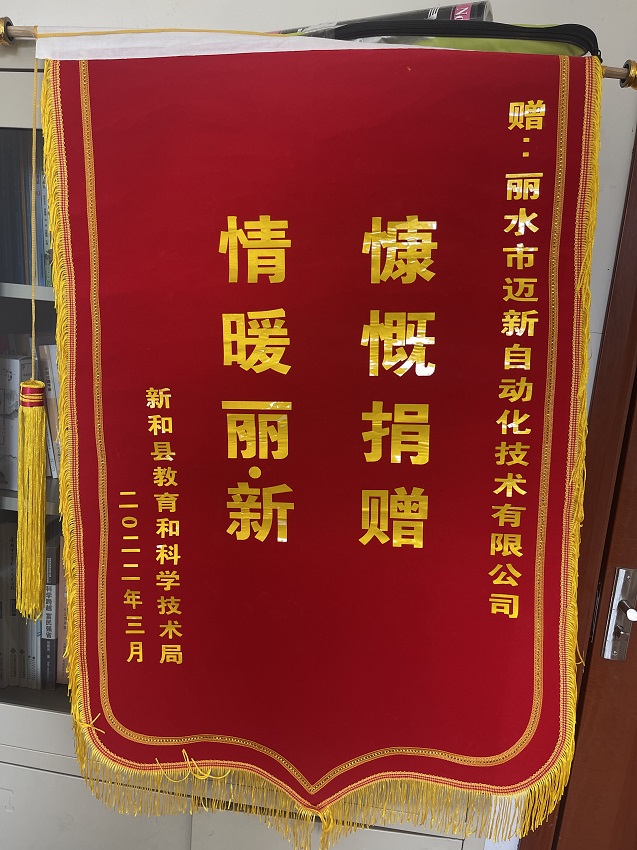 赠：丽水市迈新自动化技术有限公司
慷慨捐赠
情暖丽·新
新和县教育和科学技术局
二〇二二年三月